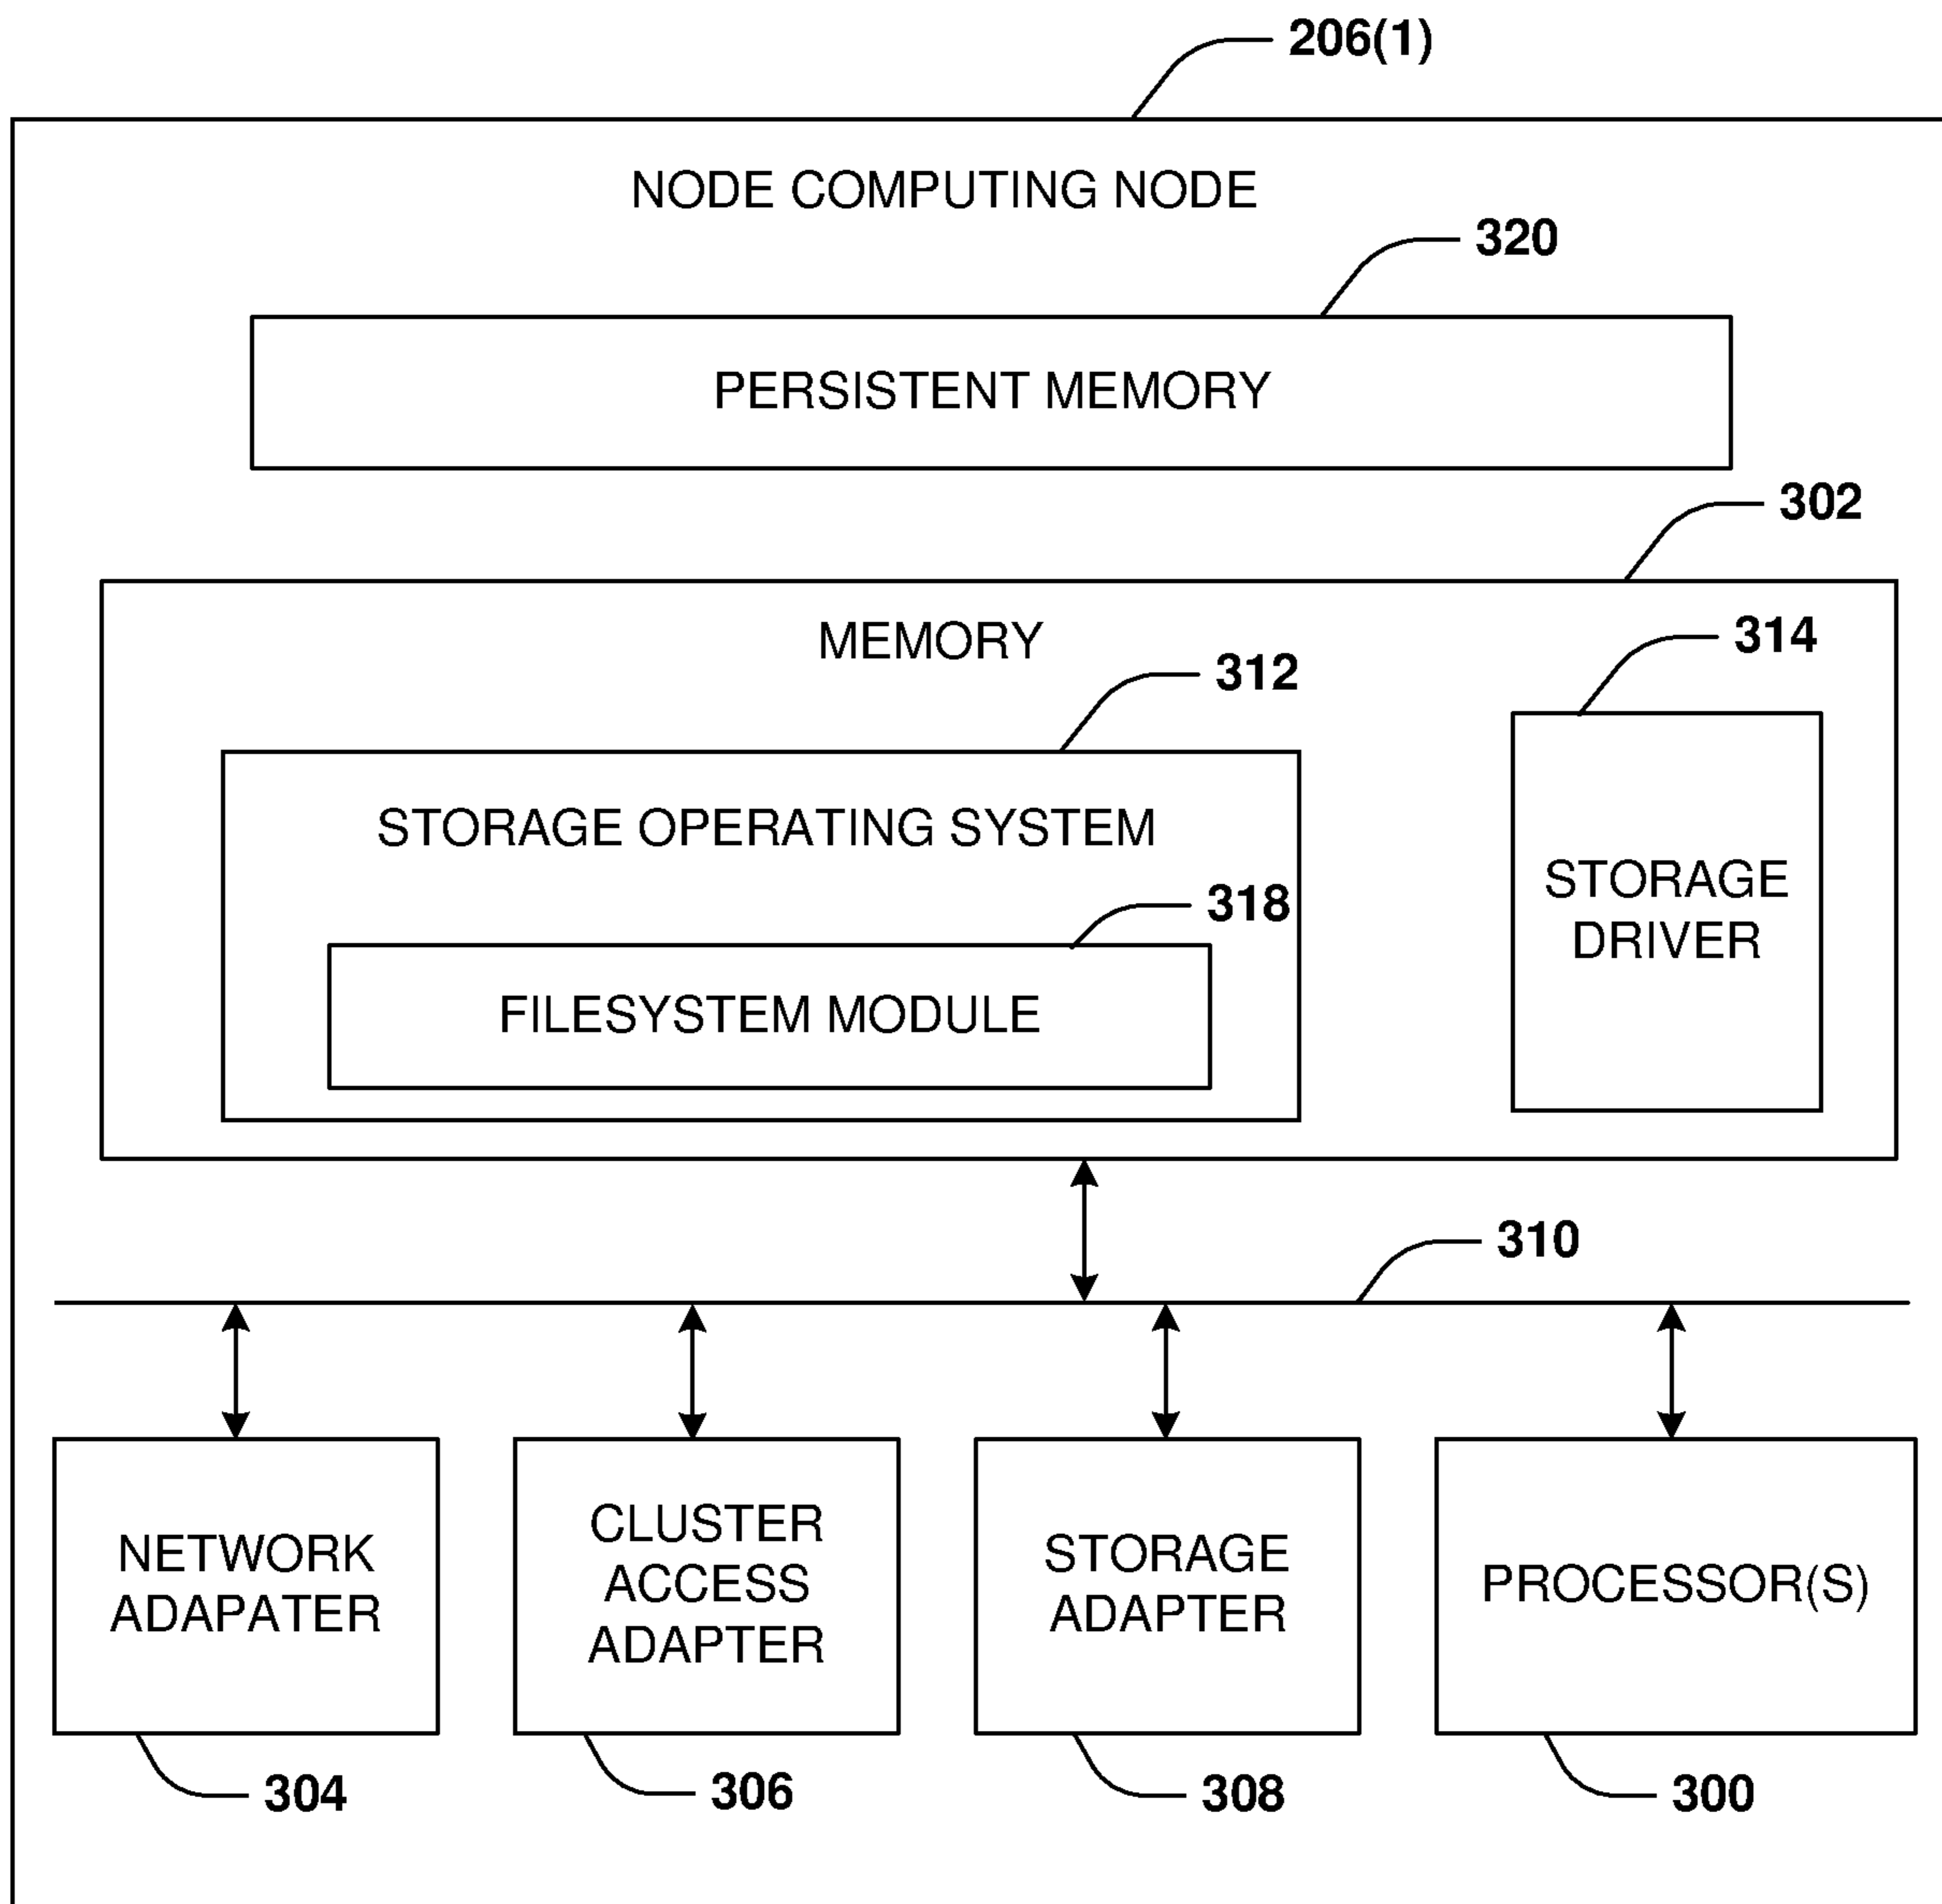 206(1)
NODE COMPUTING NODE
320
PERSISTENT MEMORY
302
MEMORY
314
312
STORAGE OPERATING SYSTEM
STORAGE
DRIVER
318
FILESYSTEM MODULE
310
NETWORK
ADAPATER
CLUSTER
ACCESS
ADAPTER
STORAGE
ADAPTER
PROCESSOR(S)
304
306
308
300